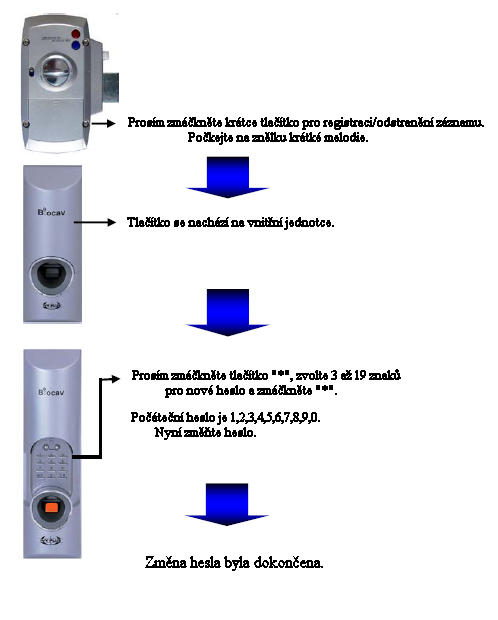 Prosím zmáčkněte krátce tlačítko pro registraci/odstranění záznamu.
Počkejte na znělku krátké melodie.
Biocav
Tlačítko se nachází na vnitřní jednotce.
Prosím zmáčkněte tlačítko "*", zvolte 3 až 19 znaků
Biocav
pro nové heslo a zmáčkněte "*".
Počáteční heslo je 1,2,3,4,5,6,7,8,9,0.
Nyní změňte heslo.
Změna hesla byla dokončena.